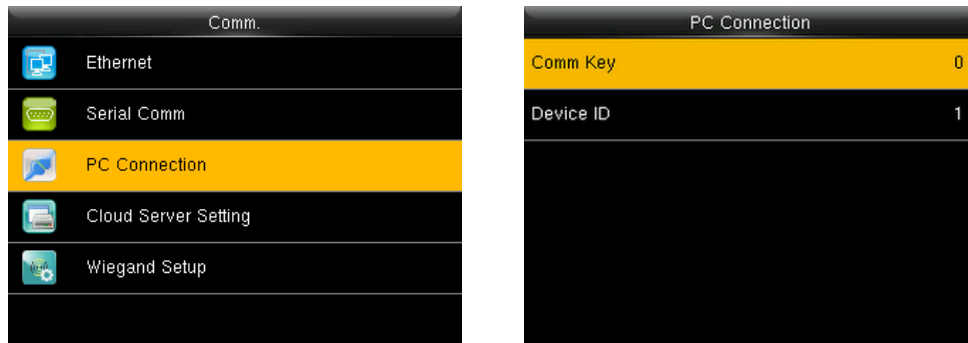 Comm.
Ethernet
Serial Comm
PC Connection
Cloud Server Setting
Wiegand Setup
PC Connection
Comm Key 0
Device ID 1